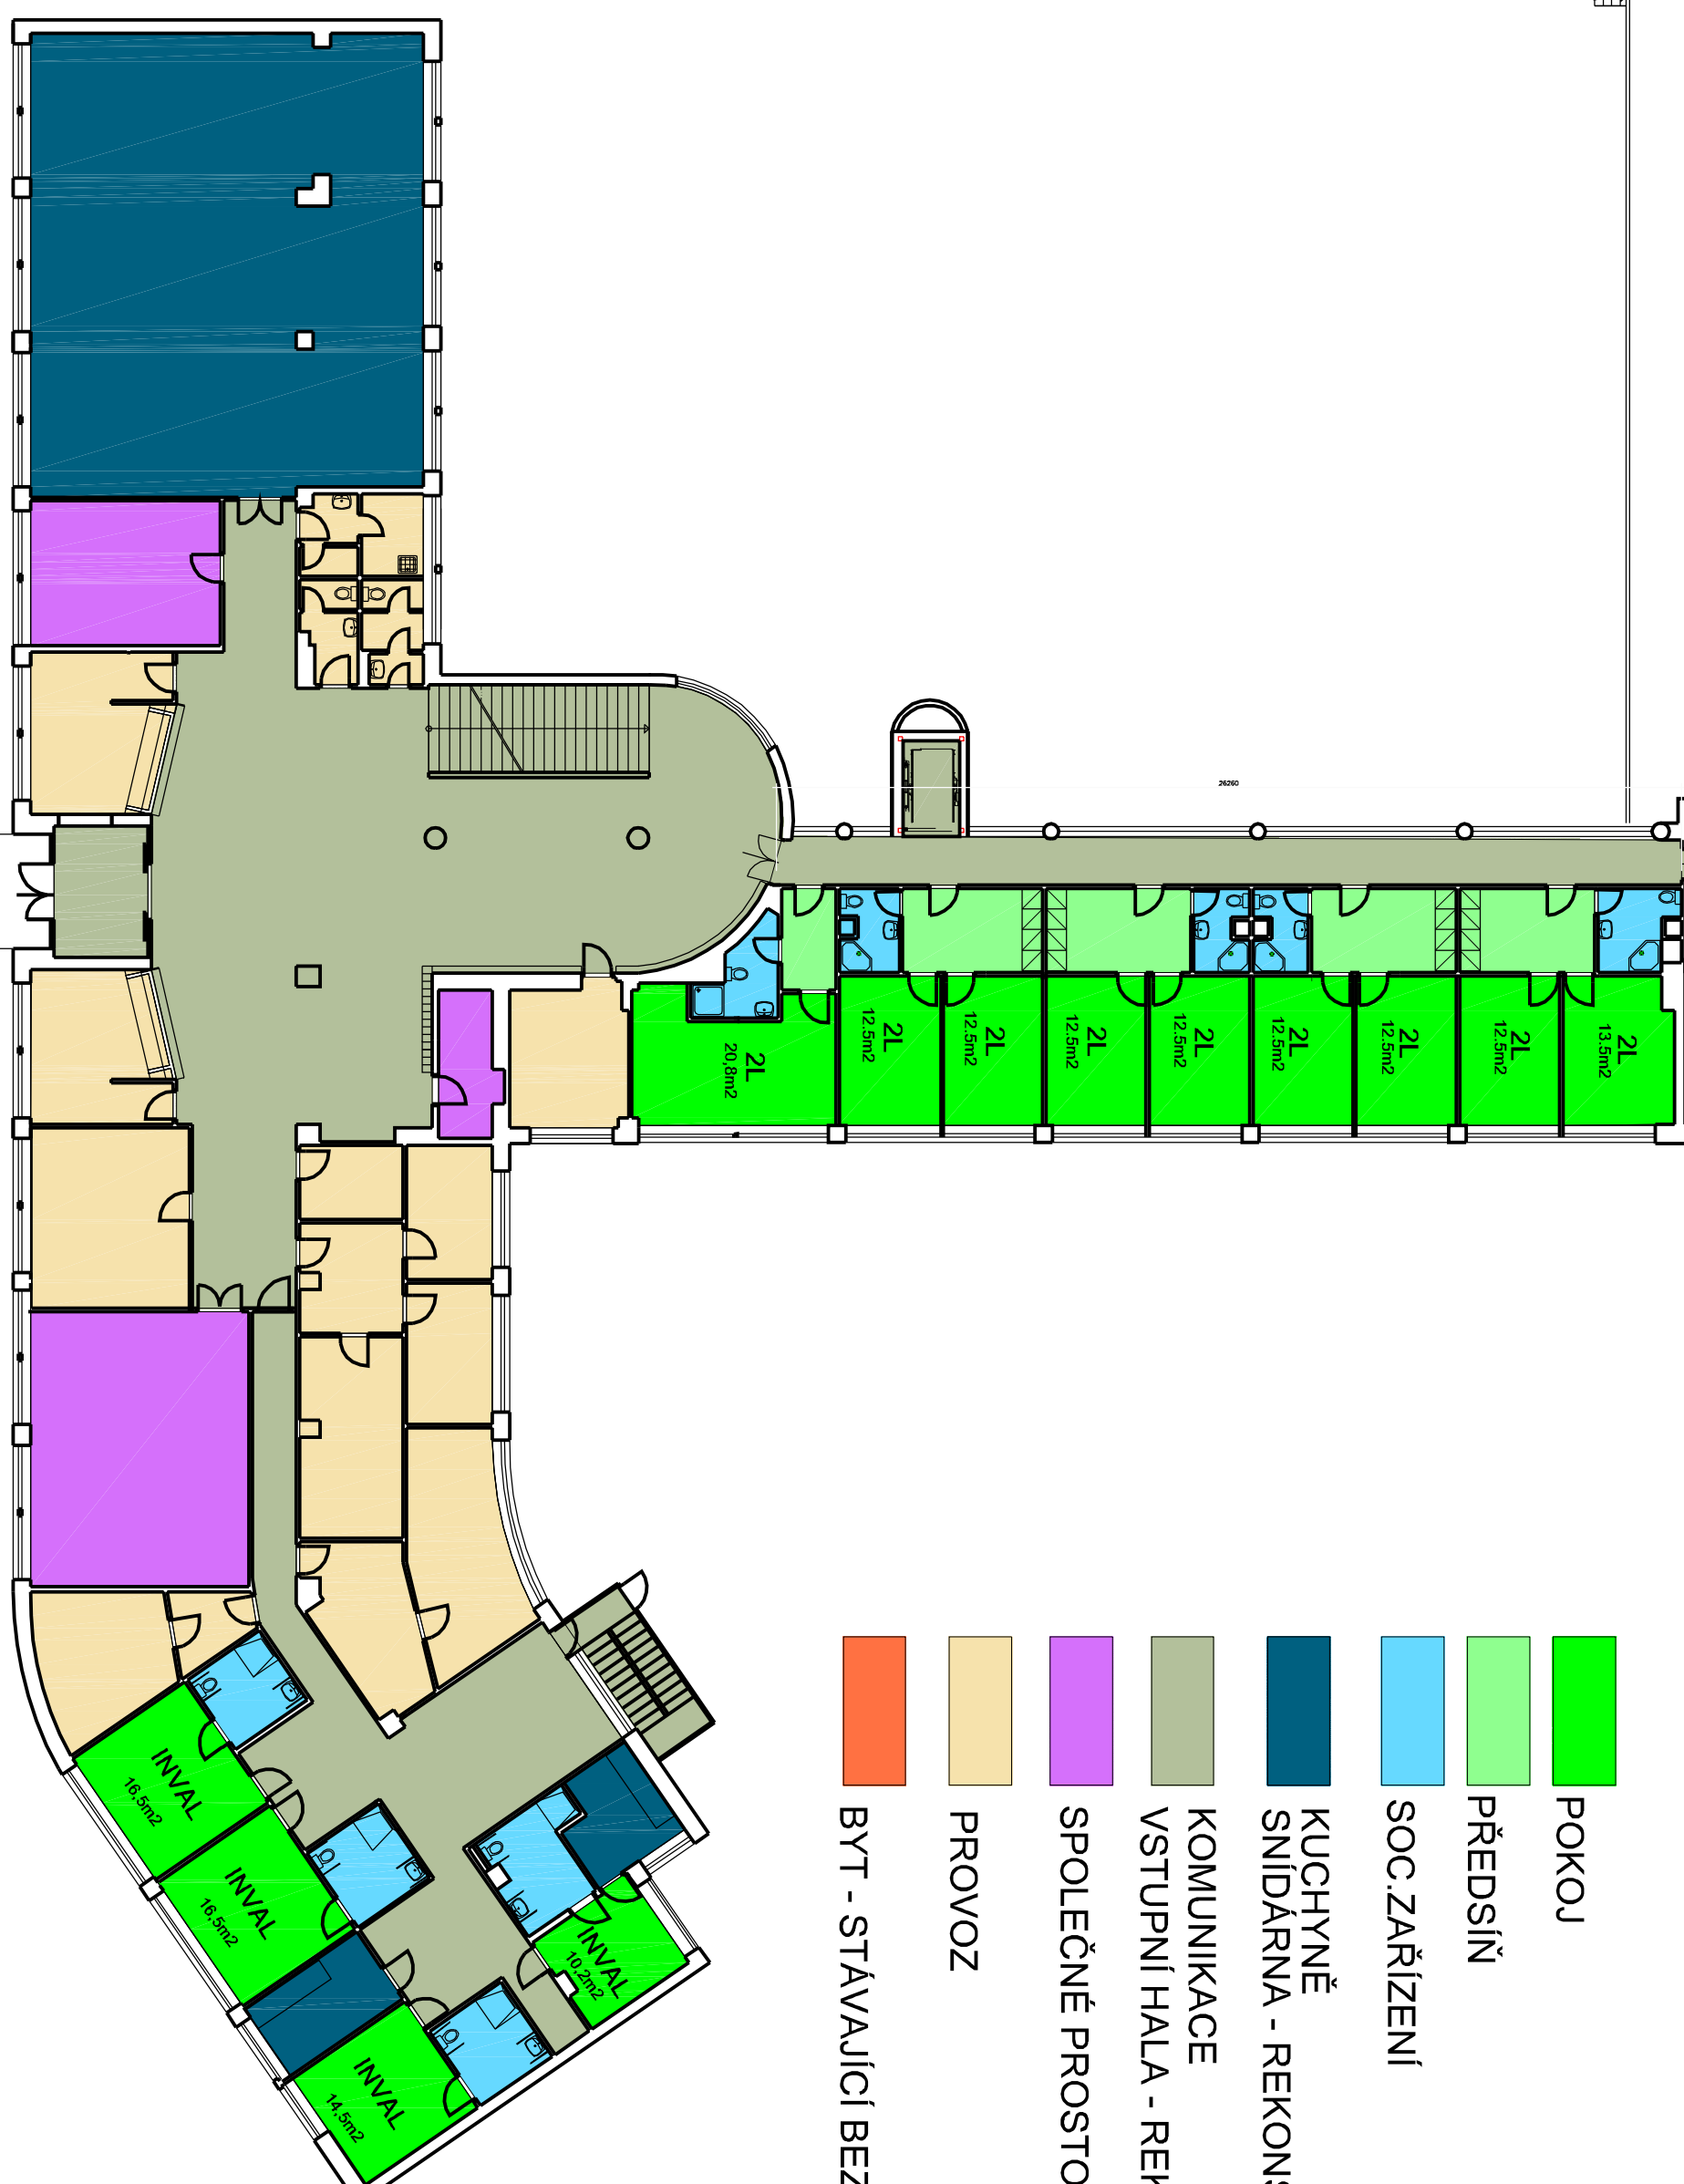 26260
2L
20,8m2
2L
12.5m2
2L
12.5m2
2L
12.5m2
2L
12.5m2
2L
12.5m2
2L
12.5m2
2L
12.5m2
2L
13.5m2
INVAL
16,5m2
INVAL
16,5m2
INVAL
10,2m2
INVAL
14,5m2
POKOJ
PŘEDSÍŇ
SOC.ZAŘÍZENÍ
KUCHYNĚ
SNÍDÁRNA - REKONS
KOMUNIKACE
VSTUPNÍ HALA - REK
SPOLEČNÉ PROSTO
PROVOZ
BYT - STÁVAJÍCÍ BEZ